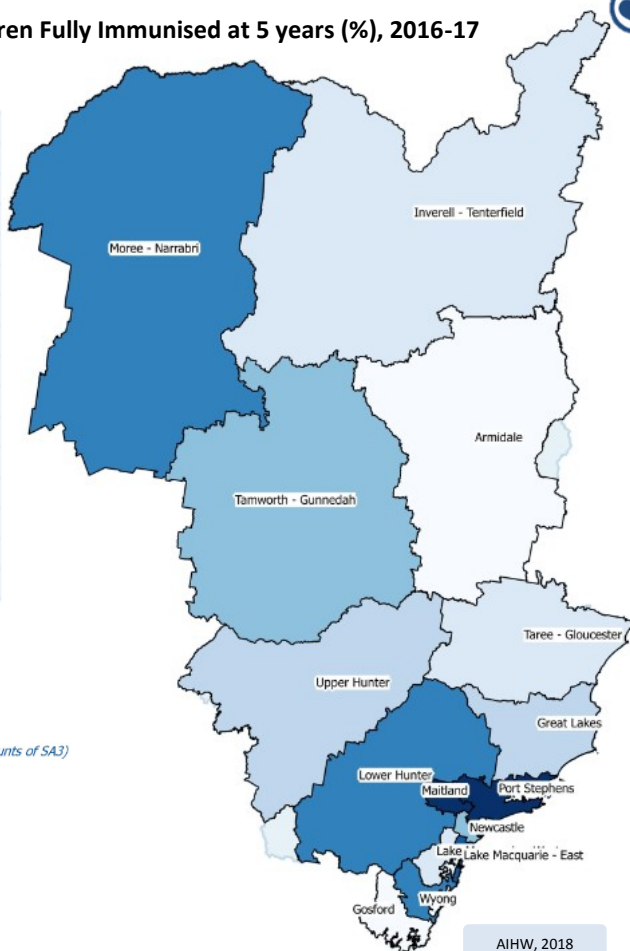 ren Fully Immunised at 5 years (%), 2016-17
Inverell - Tenterfield
Moree - Narrabri
Armidale
Tamworth - Gunnedah
Taree - Gloucester
Upper Hunter
Great Lakes
unts of SA3)
Lower Hunter
Maitland
Port Stephens
Newcastle
Lake
Lake Macquarie - East
Wyong
Gosford
AIHW, 2018